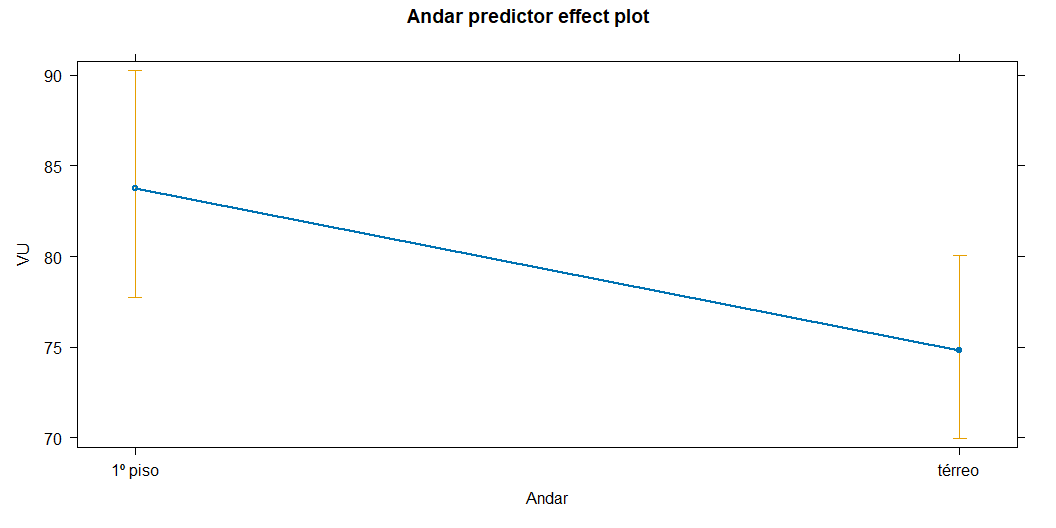 Andar predictor effect plot
90
85
80
75
70
VU
1º piso
térreo
Andar